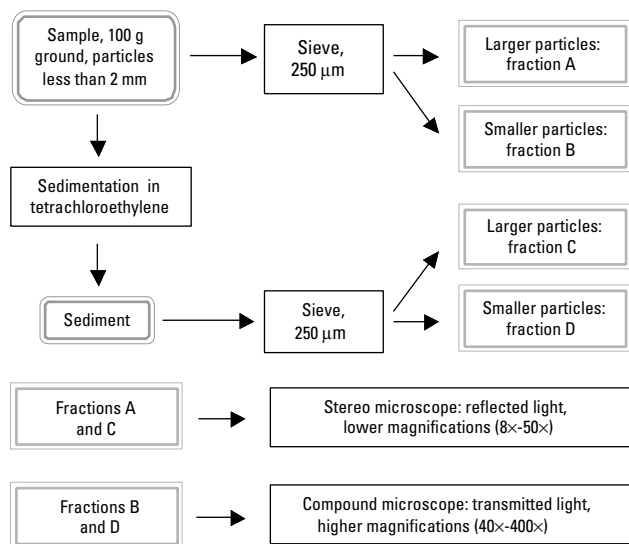 Sample, 100 g
ground, particles
less than 2 mm
Sieve,
250 µm
Larger particles:
fraction A
Smaller particles:
fraction B
Sedimentation in
tetrachloroethylene
Larger particles:
fraction C
Sediment
Sieve,
250 µm
Smaller particles:
fraction D
Fractions A
and C
Stereo microscope: reflected light,
lower magnifications (8×-50×)
Fractions B
and D
Compound microscope: transmitted light,
higher magnifications (40×-400×)